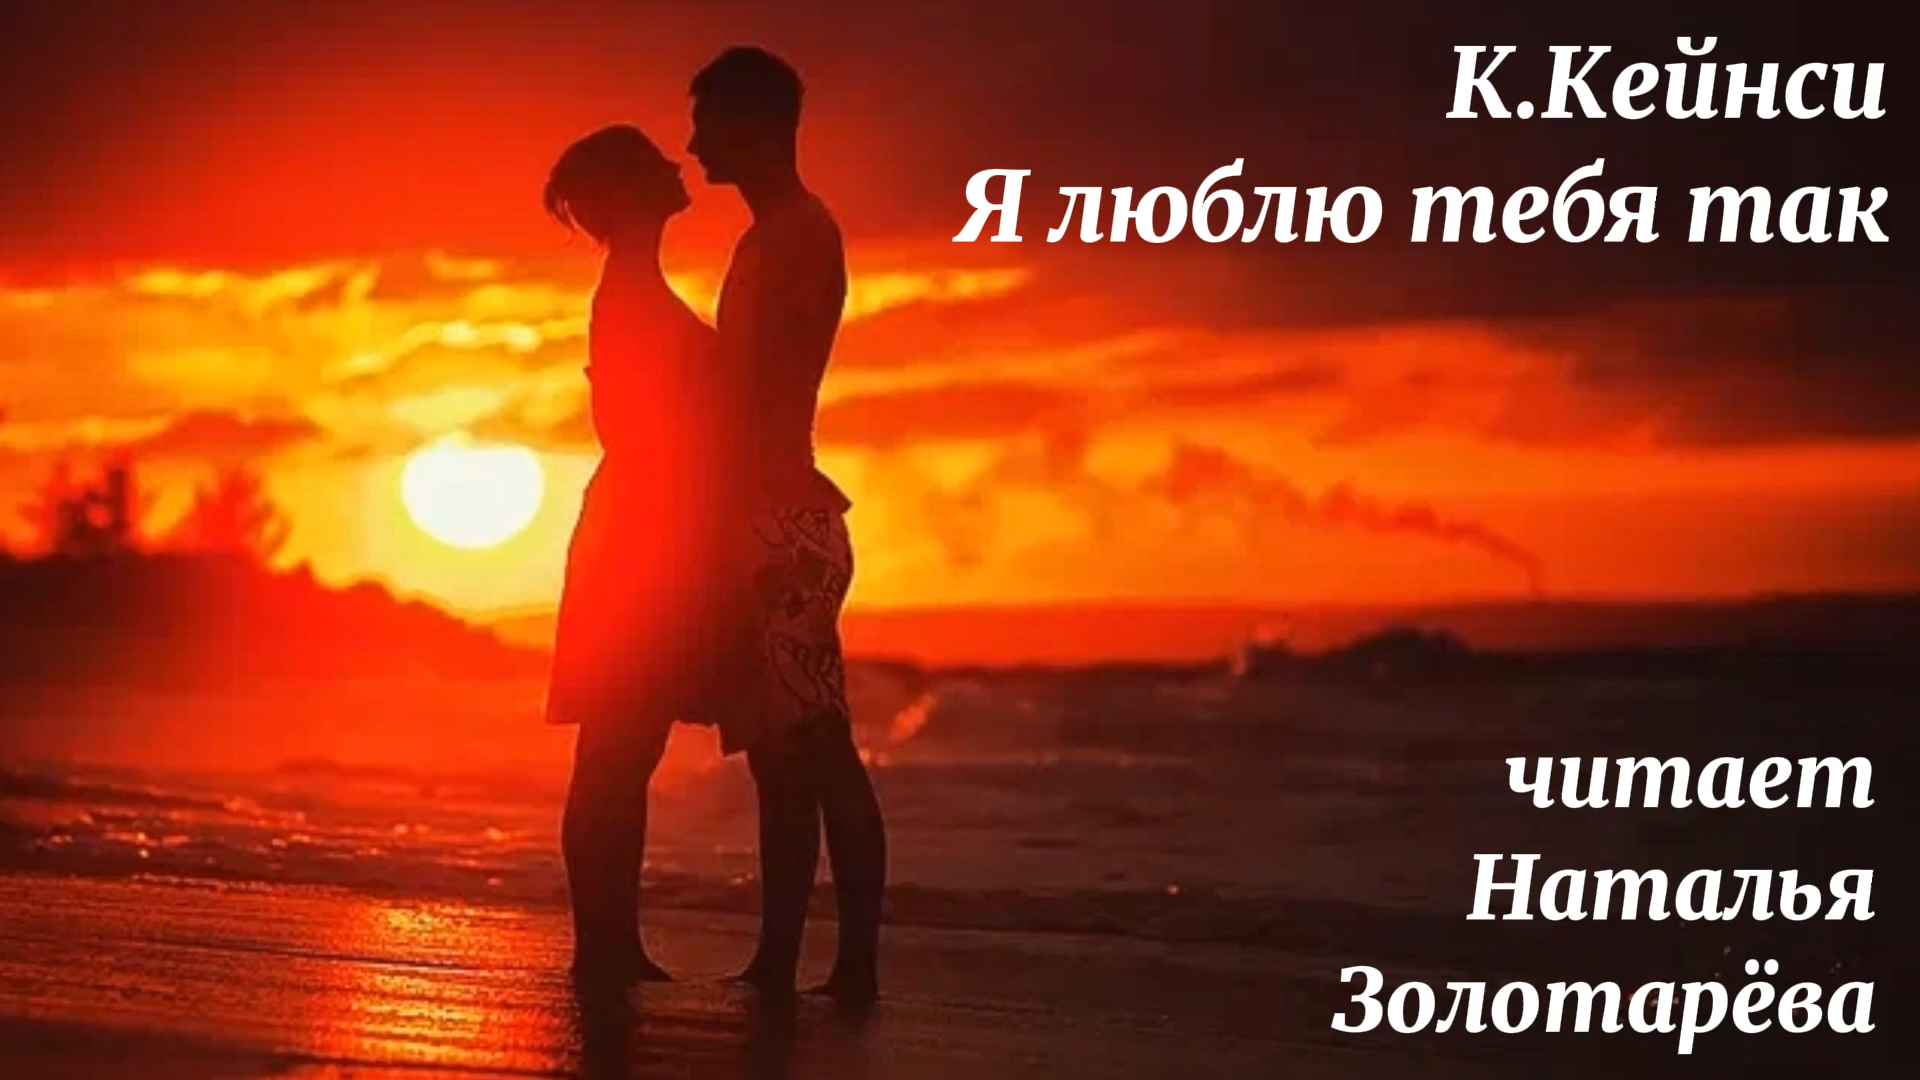 К.Кейнси
Я люблю тебя так
читает
Наталья
Золотарёва